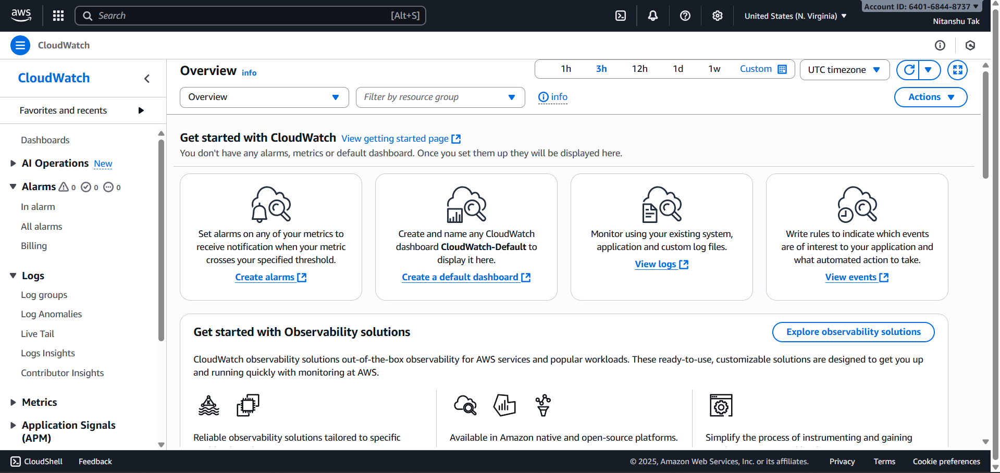 aws
Search [Alt+S]
United States (N. Virginia)
Account ID: 6401-6844-8737
Nitanshu Tak
CloudWatch
CloudWatch
Favorites and recents
Dashboards
AI Operations New
Alarms 0 0 0
In alarm
All alarms
Billing
Logs
Log groups
Log Anomalies
Live Tail
Logs Insights
Contributor Insights
Metrics
Application Signals
(APM)
Overview info
1h 3h 12h 1d 1w Custom
UTC timezone
Overview
Filter by resource group
info
Actions
Get started with CloudWatch View getting started page
You don't have any alarms, metrics or default dashboard. Once you set them up they will be displayed here.
Set alarms on any of your metrics to
receive notification when your metric
crosses your specified threshold.
Create alarms
Create and name any CloudWatch
dashboard CloudWatch-Default to
display it here.
Create a default dashboard
Monitor using your existing system,
application and custom log files.
View logs
Write rules to indicate which events
are of interest to your application and
what automated action to take.
View events
Get started with Observability solutions
Explore observability solutions
CloudWatch observability solutions out-of-the-box observability for AWS services and popular workloads. These ready-to-use, customizable solutions are designed to get you up
and running quickly with monitoring at AWS.
Reliable observability solutions tailored to specific
Available in Amazon native and open-source platforms.
Simplify the process of instrumenting and gaining
CloudShell Feedback
© 2025, Amazon Web Services, Inc. or its affiliates. Privacy Terms Cookie preferences